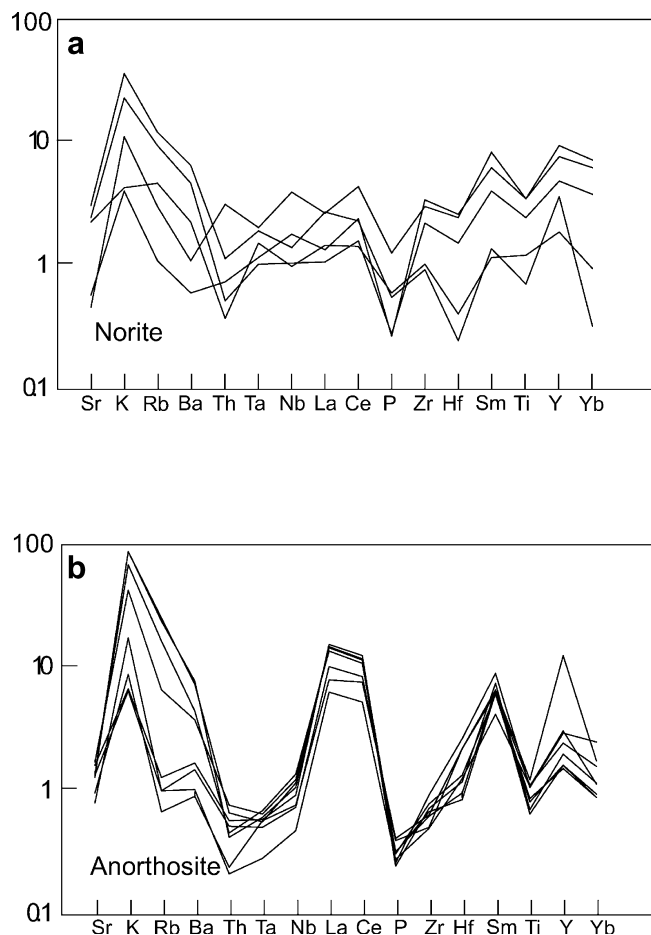 100
a
10
1
Norite
0.1
Sr K Rb Ba Th Ta Nb La Ce P Zr Hf Sm Ti Y Yb
100
b
10
1
Anorthosite
0.1
Sr K Rb Ba Th Ta Nb La Ce P Zr Hf Sm Ti Y Yb